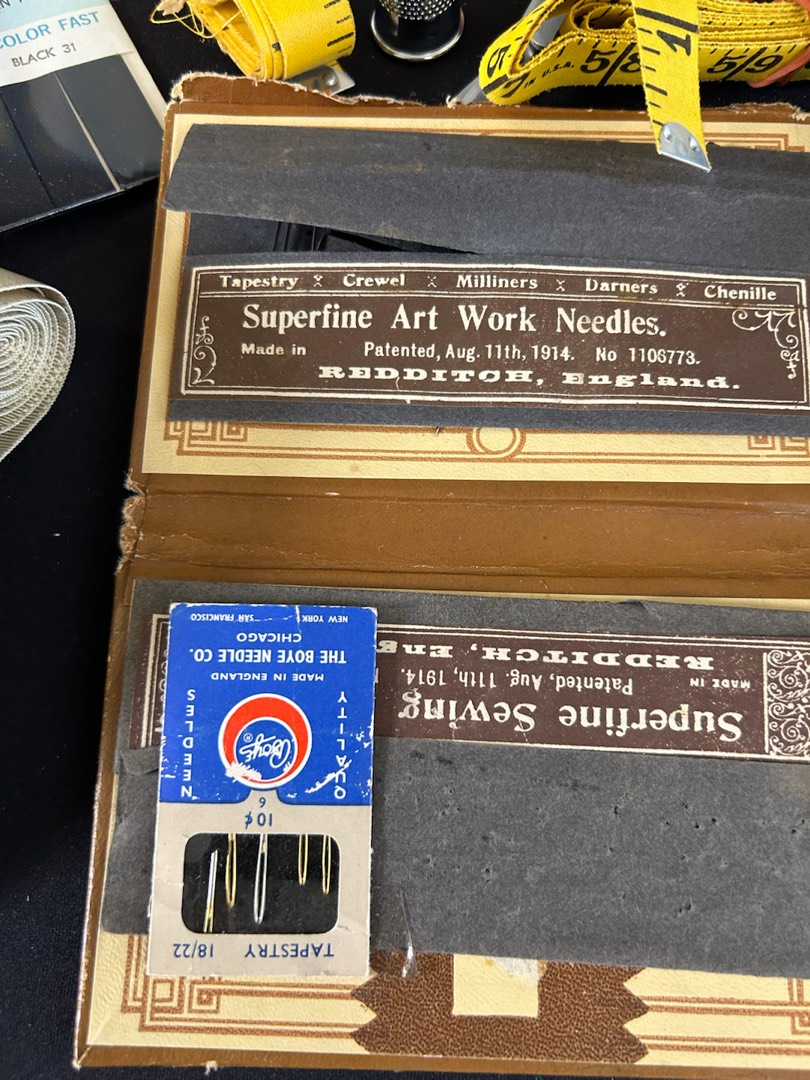 COLOR FAST
BLACK 31
IN U.S.A.
Tapestry Crewel Milliners Darners Chenille
Superfine Art Work Needles.
Made in Patented, Aug. 11th, 1914. No 1106773.
REDDITCH, England.
Superfine Sewing
MADE IN Patented, Aug. 11th, 1914.
REDDITCH, Eng
TAPESTRY 18/22
10¢
6
QUALITY
Boye®
NEEDLES
MADE IN ENGLAND
THE BOYE NEEDLE CO.
CHICAGO
NEW YORK SAN FRANCISCO